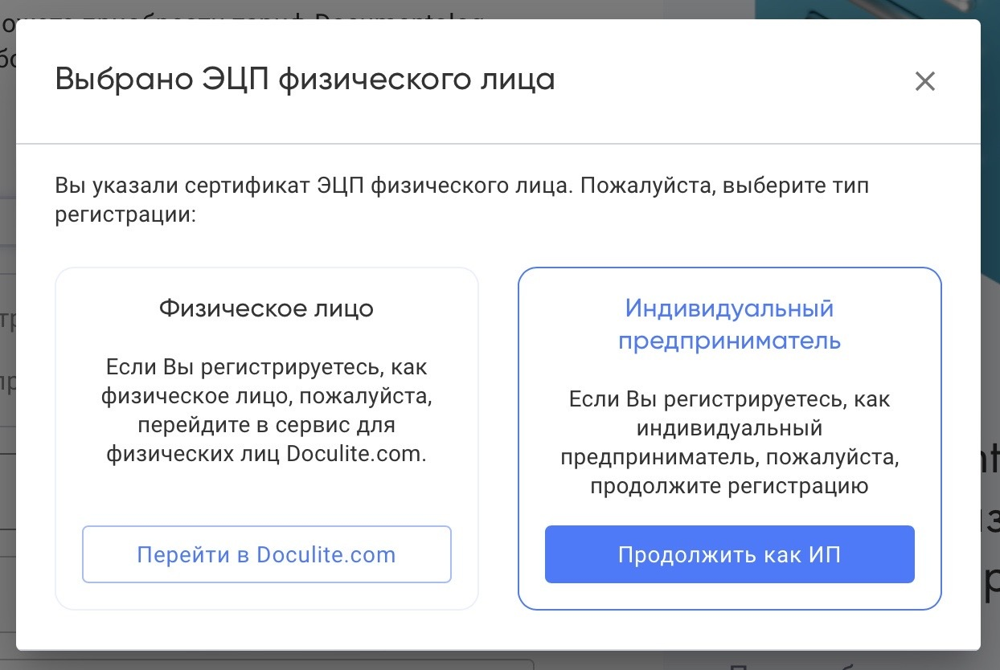 Выбрано ЭЦП физического лица
Вы указали сертификат ЭЦП физического лица. Пожалуйста, выберите тип
регистрации:
Физическое лицо
Если Вы регистрируетесь, как
физическое лицо, пожалуйста,
перейдите в сервис для
физических лиц Doculite.com.
Перейти в Doculite.com
Индивидуальный
предприниматель
Если Вы регистрируетесь, как
индивидуальный
предприниматель, пожалуйста,
продолжите регистрацию
Продолжить как ИП